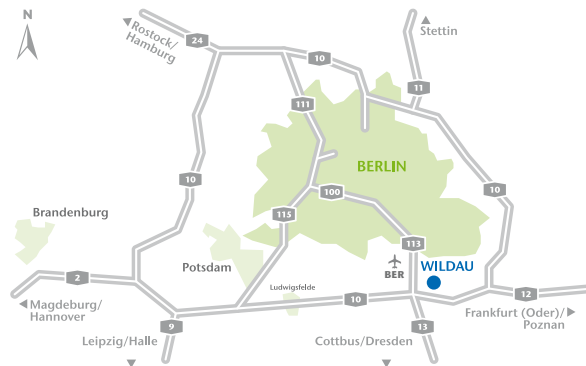 N
Rostock/
Hamburg
24
10
Stettin
11
111
BERLIN
10
100
10
Brandenburg
115
113
Potsdam
BER
WILDAU
2
Ludwigsfelde
10
12
Magdeburg/
Hannover
9
13
Frankfurt (Oder)/
Poznan
Leipzig/Halle
Cottbus/Dresden